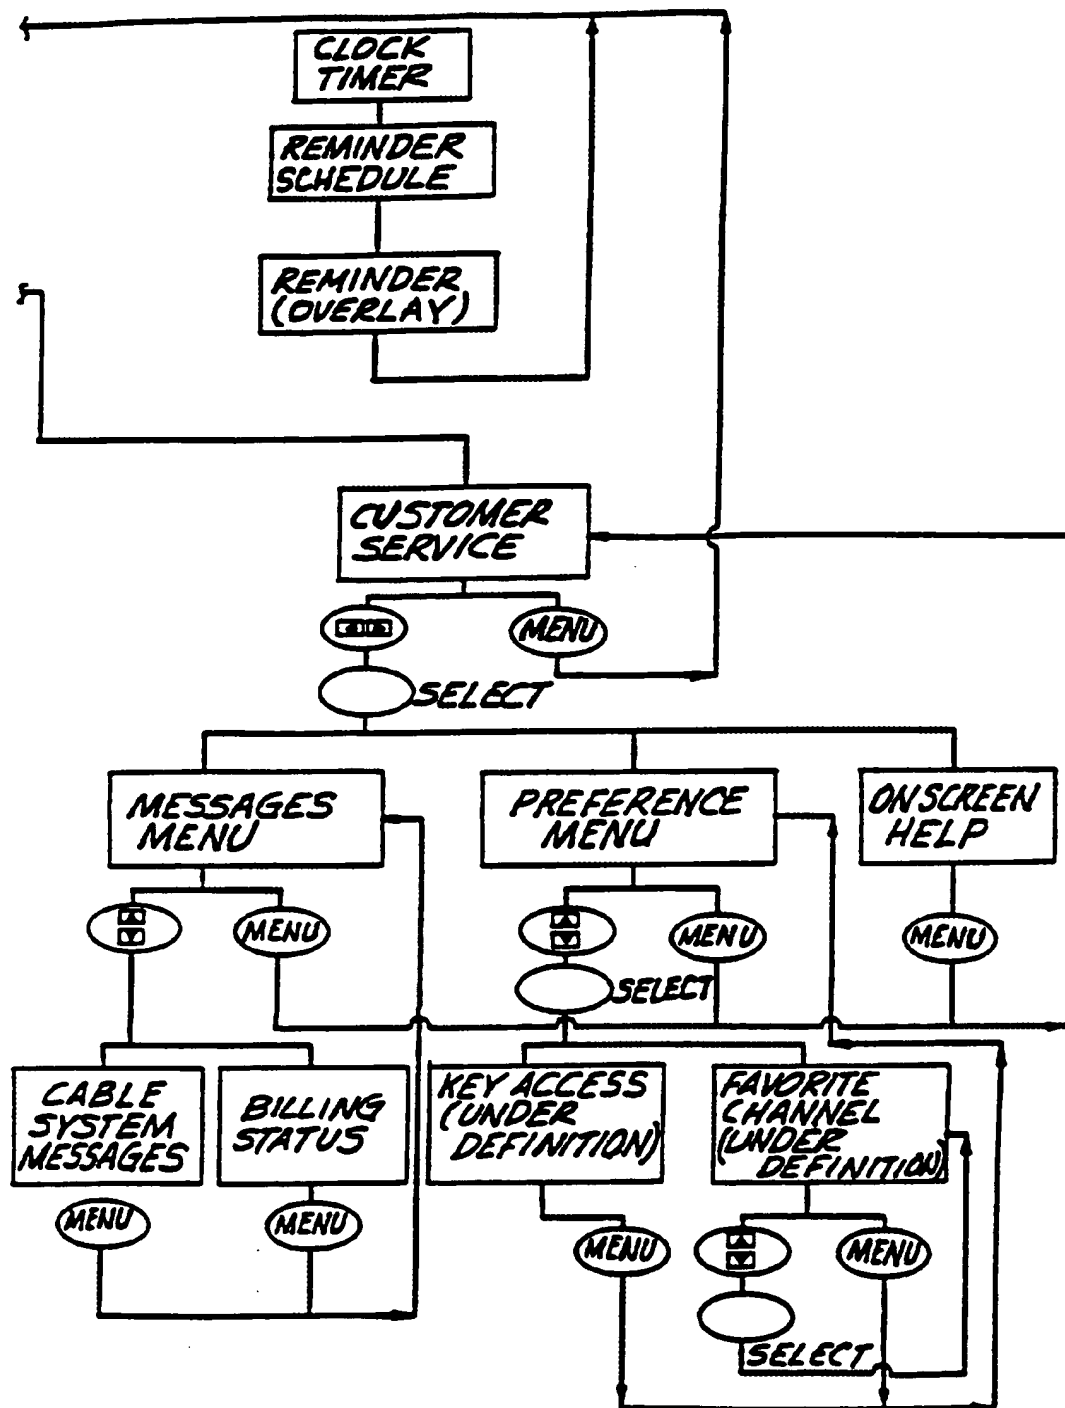 CLOCK
TIMER
REMINDER
SCHEDULE
REMINDER
(OVERLAY)
CUSTOMER
SERVICE
MENU
SELECT
MESSAGES
MENU
PREFERENCE
MENU
ON SCREEN
HELP
MENU
SELECT
MENU
MENU
CABLE
SYSTEM
MESSAGES
BILLING
STATUS
KEY ACCESS
(UNDER
DEFINITION)
FAVORITE
CHANNEL
(UNDER
DEFINITION)
MENU
MENU
MENU
MENU
SELECT